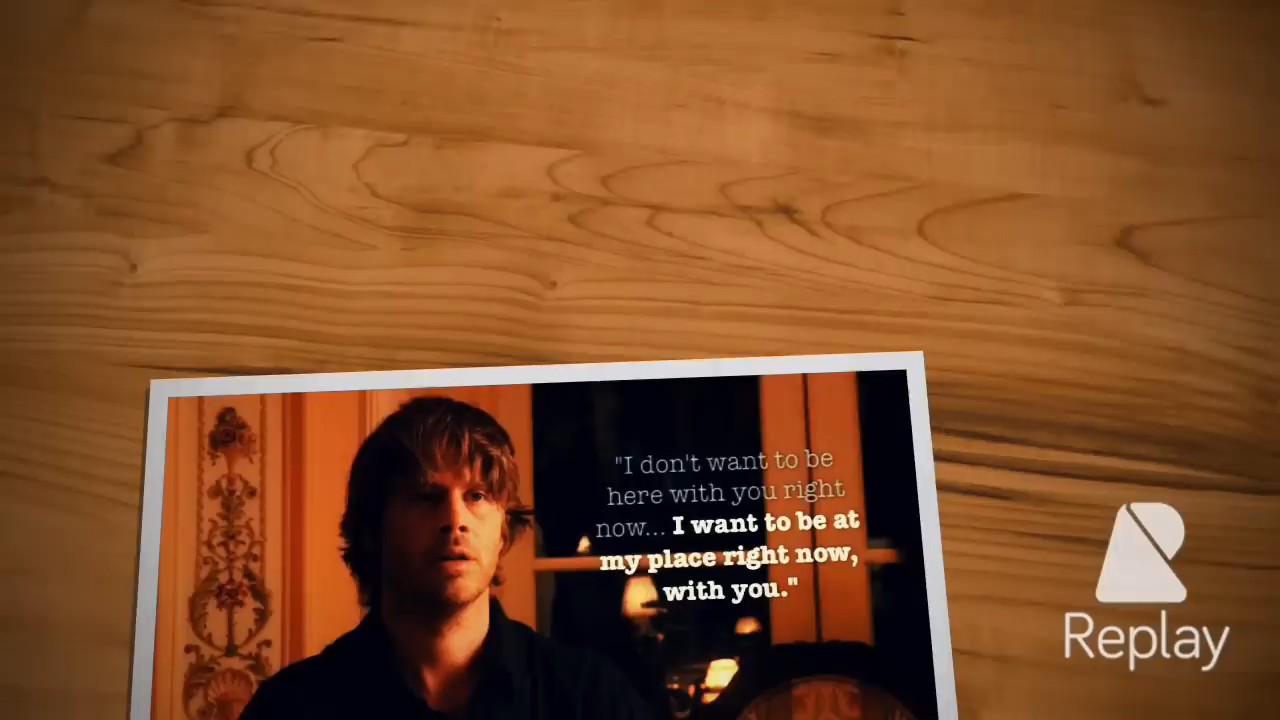 "I don't want to be
here with you right
now... I want to be at
my place right now,
with you."
Replay